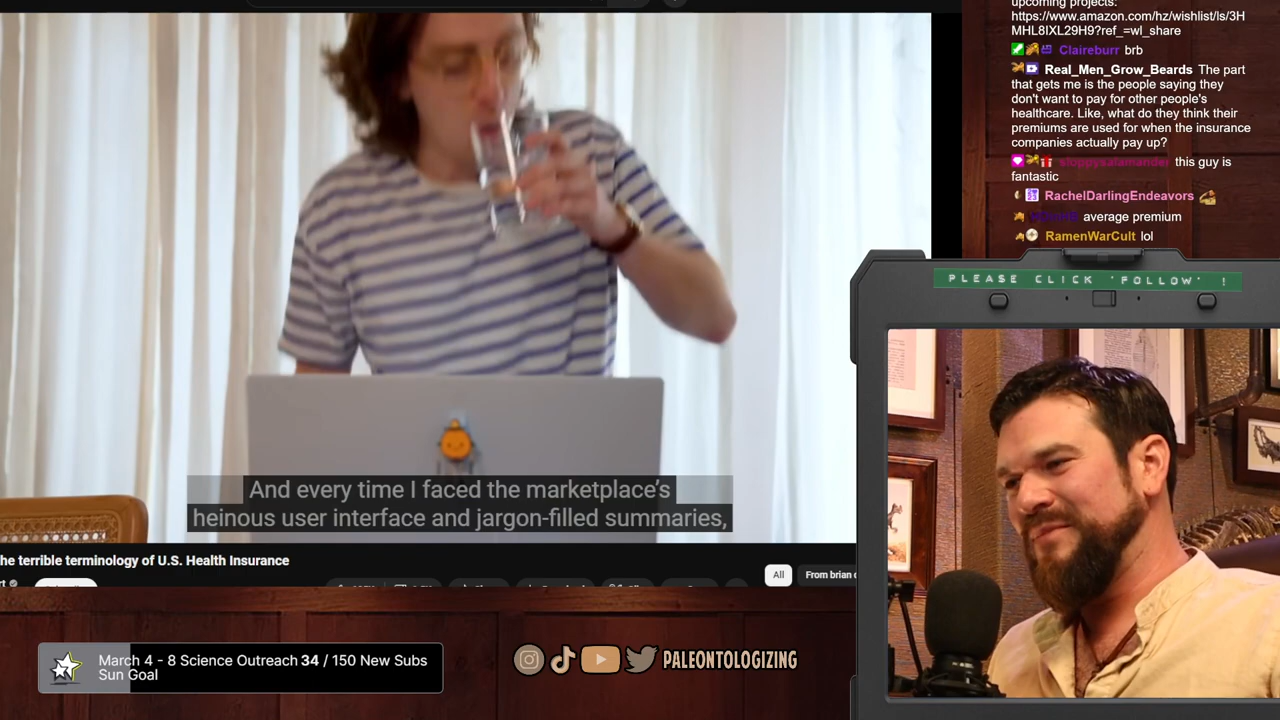 upcoming projects:
https://www.amazon.com/hz/wishlist/ls/3H
MHL8IXL29H9?ref_=wl_share
Claireburr brb
Real_Men_Grow_Beards The part
that gets me is the people saying they
don't want to pay for other people's
healthcare. Like, what do they think their
premiums are used for when the insurance
companies actually pay up?
sloppysalamander this guy is
fantastic
RachelDarlingEndeavors
average premium
RamenWarCult lol
PLEASE CLICK "FOLLOW" !
And every time I faced the marketplace's
heinous user interface and jargon-filled summaries,
he terrible terminology of U.S. Health Insurance
All
From brian
March 4 - 8 Science Outreach 34 / 150 New Subs
Sun Goal
PALEONTOLOGIZING